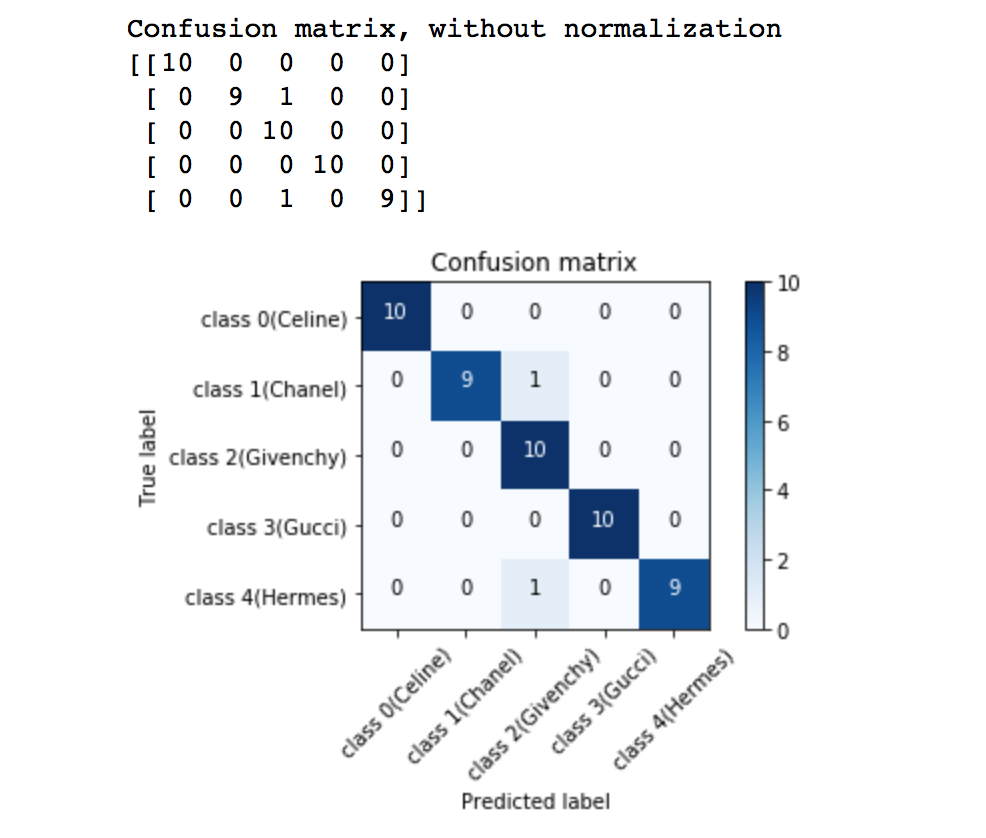 Confusion matrix, without normalization
[[10 0 0 0 0]
[ 0 9 1 0 0]
[ 0 0 10 0 0]
[ 0 0 0 10 0]
[ 0 0 1 0 9]]
Confusion matrix
True label
class 0(Celine) 10 0 0 0 0
class 1(Chanel) 0 9 1 0 0
class 2(Givenchy) 0 0 10 0 0
class 3(Gucci) 0 0 0 10 0
class 4(Hermes) 0 0 1 0 9
class 0(Celine) class 1(Chanel) class 2(Givenchy) class 3(Gucci) class 4(Hermes)
Predicted label
10
8
6
4
2
0